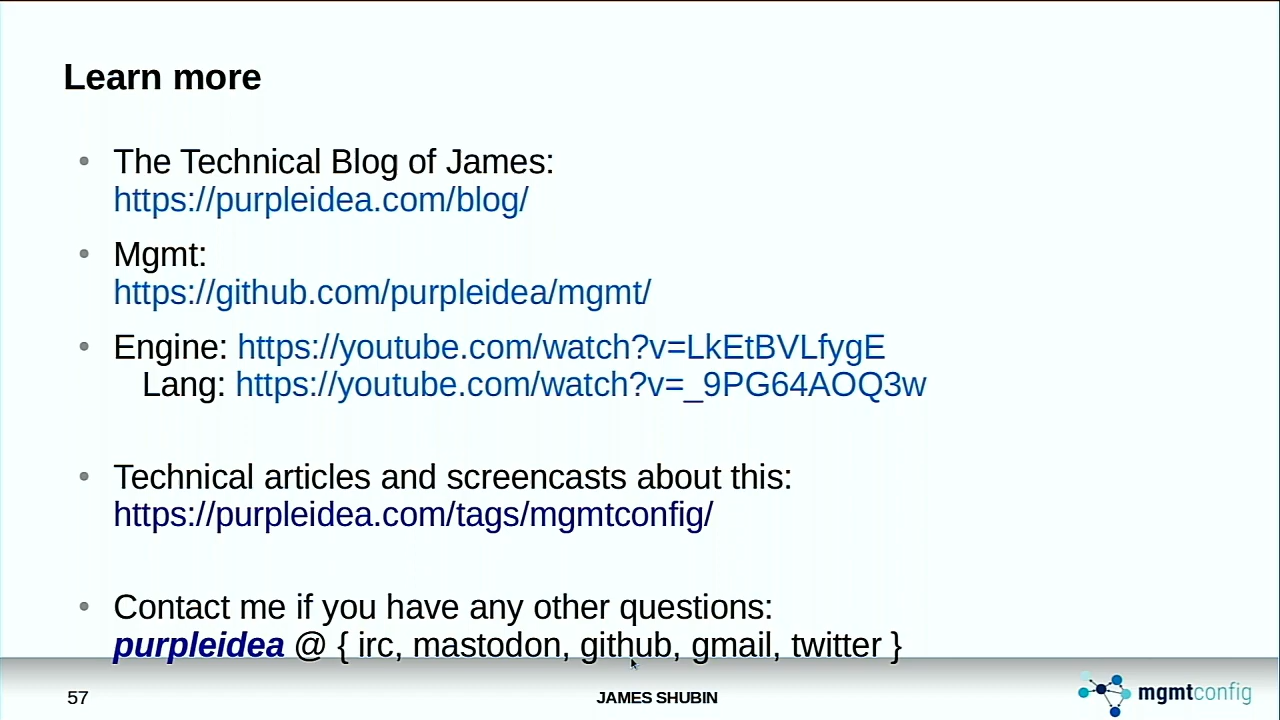 Learn more
• The Technical Blog of James:
https://purpleidea.com/blog/
• Mgmt:
https://github.com/purpleidea/mgmt/
• Engine: https://youtube.com/watch?v=LkEtBVLfygE
Lang: https://youtube.com/watch?v=_9PG64AOQ3w
• Technical articles and screencasts about this:
https://purpleidea.com/tags/mgmtconfig/
• Contact me if you have any other questions:
purpleidea @ { irc, mastodon, github, gmail, twitter }
57
JAMES SHUBIN
mgmtconfig